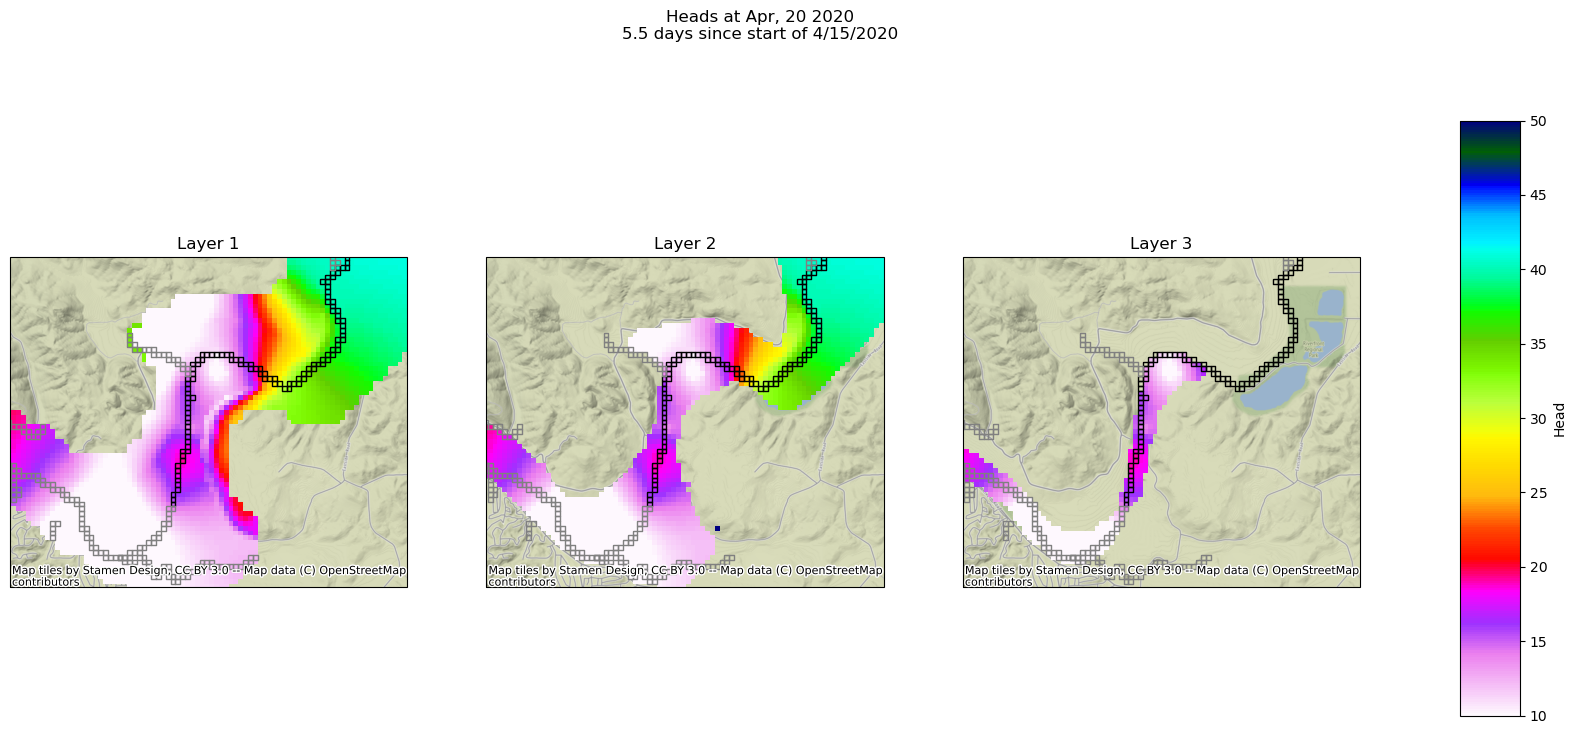 Heads at Apr, 20 2020
5.5 days since start of 4/15/2020
Layer 1
Layer 2
Layer 3
Map tiles by Stamen Design, CC BY 3.0 -- Map data (C) OpenStreetMap
contributors
Map tiles by Stamen Design, CC BY 3.0 -- Map data (C) OpenStreetMap
contributors
Map tiles by Stamen Design, CC BY 3.0 -- Map data (C) OpenStreetMap
contributors
50
45
40
35
30
25
20
15
10
Head